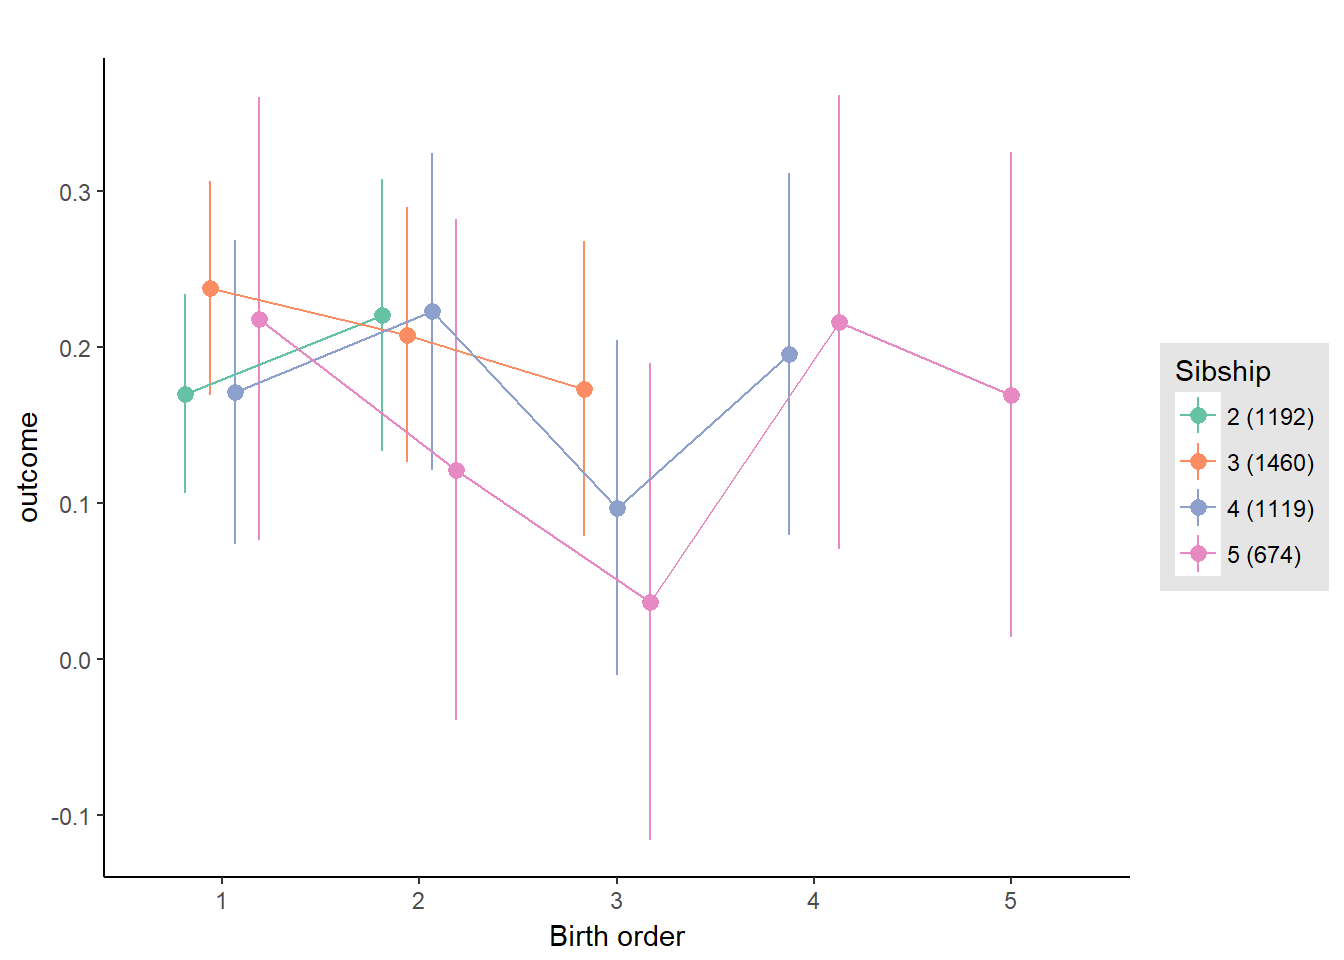 outcome
0.3
0.2
0.1
0.0
-0.1
1 2 3 4 5
Birth order
Sibship
2 (1192)
3 (1460)
4 (1119)
5 (674)